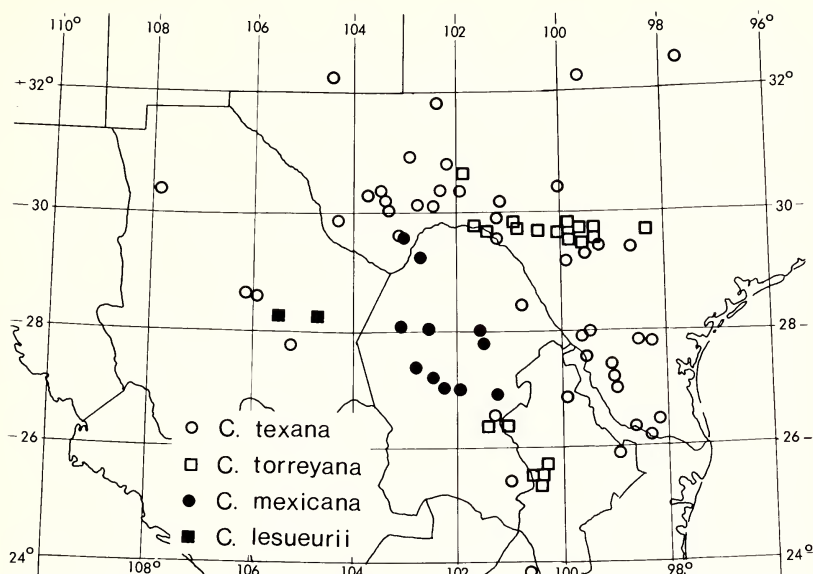 110° 108 106 104 102 100 98 96°
32° 32°
30 30
28 28
C. texana
26 26
C. torreyana
C. mexicana
C. lesueurii
24° 24°
108° 106 104 102 100 98°